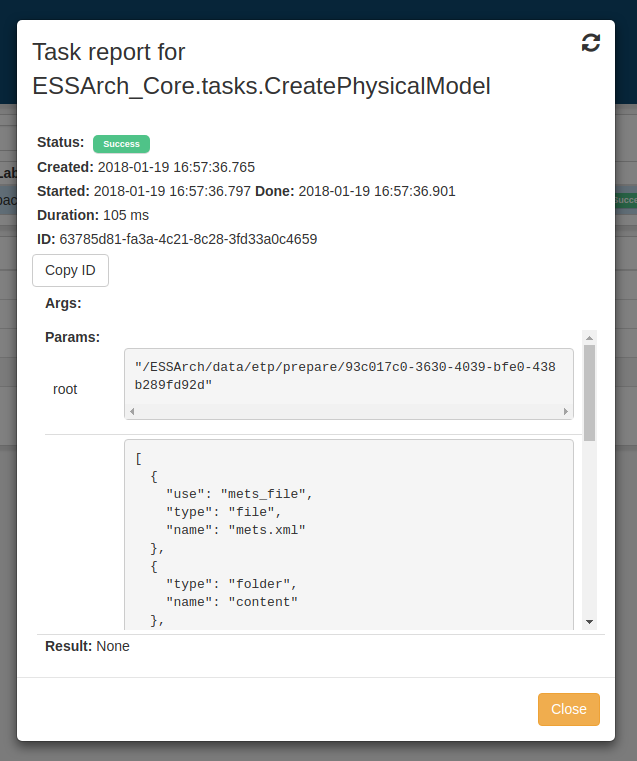 Task report for
ESSArch_Core.tasks.CreatePhysicalModel
Status: Success
Created: 2018-01-19 16:57:36.765
Started: 2018-01-19 16:57:36.797 Done: 2018-01-19 16:57:36.901
Duration: 105 ms
ID: 63785d81-fa3a-4c21-8c28-3fd33a0c4659
Copy ID
Args:
Params:
root
"/ESSArch/data/etp/prepare/93c017c0-3630-4039-bfe0-438
b289fd92d"
[
{
"use": "mets_file",
"type": "file",
"name": "mets.xml"
},
{
"type": "folder",
"name": "content"
},
Result: None
Close